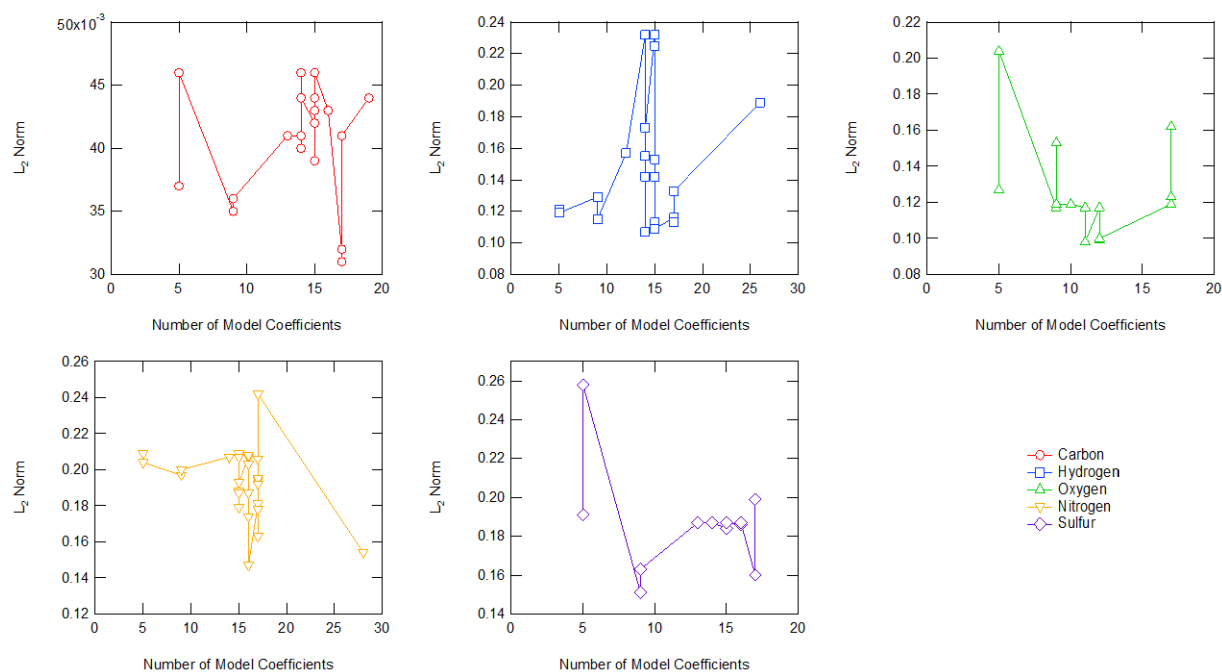 50x10⁻³
45
40
35
30
L₂ Norm
0 5 10 15 20
Number of Model Coefficients
0.24
0.22
0.20
0.18
0.16
0.14
0.12
0.10
0.08
L₂ Norm
0 5 10 15 20 25 30
Number of Model Coefficients
0.22
0.20
0.18
0.16
0.14
0.12
0.10
0.08
L₂ Norm
0 5 10 15 20
Number of Model Coefficients
0.26
0.24
0.22
0.20
0.18
0.16
0.14
0.12
L₂ Norm
0 5 10 15 20 25 30
Number of Model Coefficients
0.26
0.24
0.22
0.20
0.18
0.16
0.14
L₂ Norm
0 5 10 15 20
Number of Model Coefficients
Carbon
Hydrogen
Oxygen
Nitrogen
Sulfur